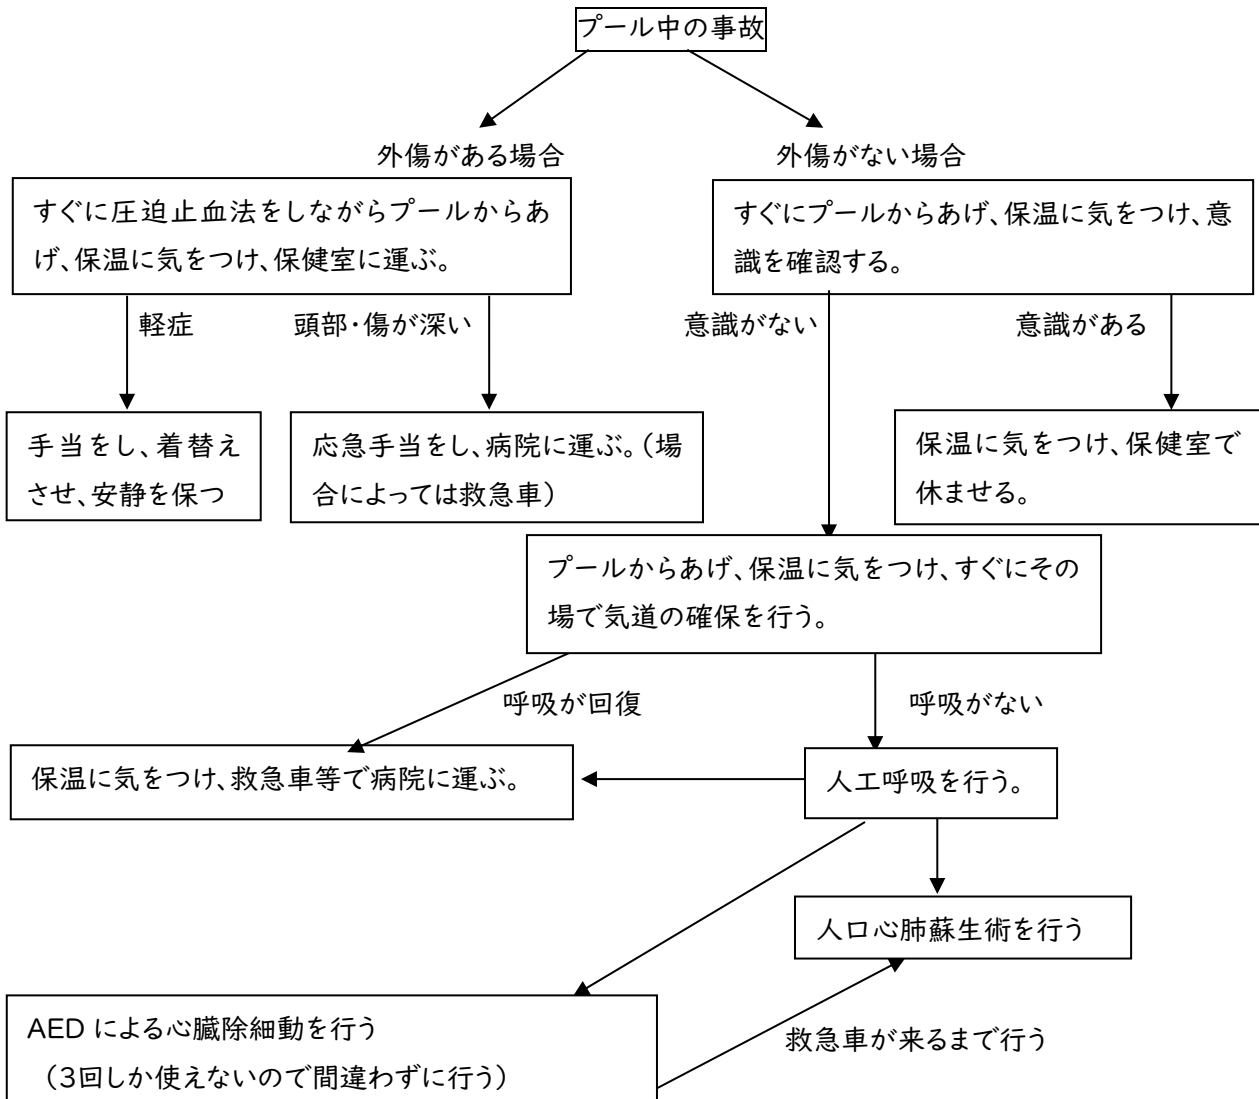 プール中の事故
外傷がある場合
外傷がない場合
すぐに圧迫止血法をしながらプールからあ
げ、保温に気をつけ、保健室に運ぶ。
すぐにプールからあげ、保温に気をつけ、意
識を確認する。
軽症
頭部・傷が深い
意識がない
意識がある
手当をし、着替え
させ、安静を保つ
応急手当をし、病院に運ぶ。(場
合によっては救急車)
保温に気をつけ、保健室で
休ませる。
プールからあげ、保温に気をつけ、すぐにその
場で気道の確保を行う。
呼吸が回復
呼吸がない
保温に気をつけ、救急車等で病院に運ぶ。
人工呼吸を行う。
人口心肺蘇生術を行う
AED による心臓除細動を行う
(3回しか使えないので間違わずに行う)
救急車が来るまで行う